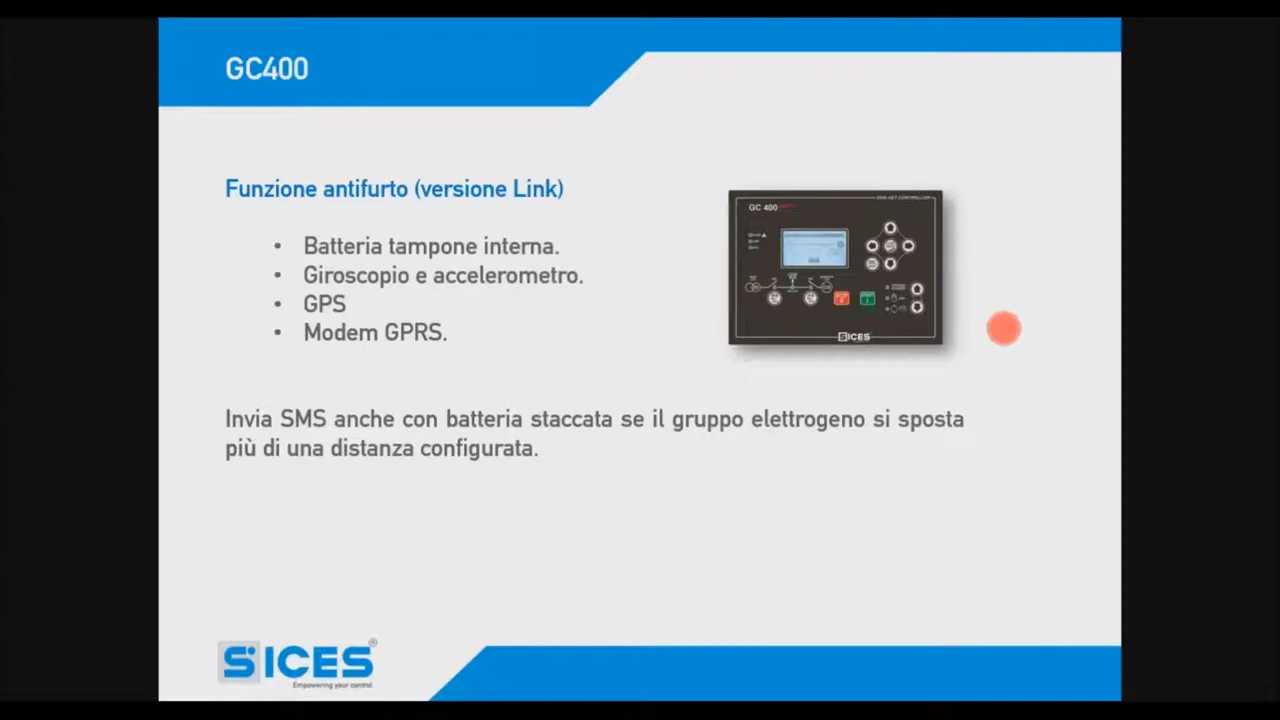 GC400
Funzione antifurto (versione Link)
• Batteria tampone interna.
• Giroscopio e accelerometro.
• GPS
• Modem GPRS.
GC 400
SICES
Invia SMS anche con batteria staccata se il gruppo elettrogeno si sposta
più di una distanza configurata.
SICES®
Empowering your control.